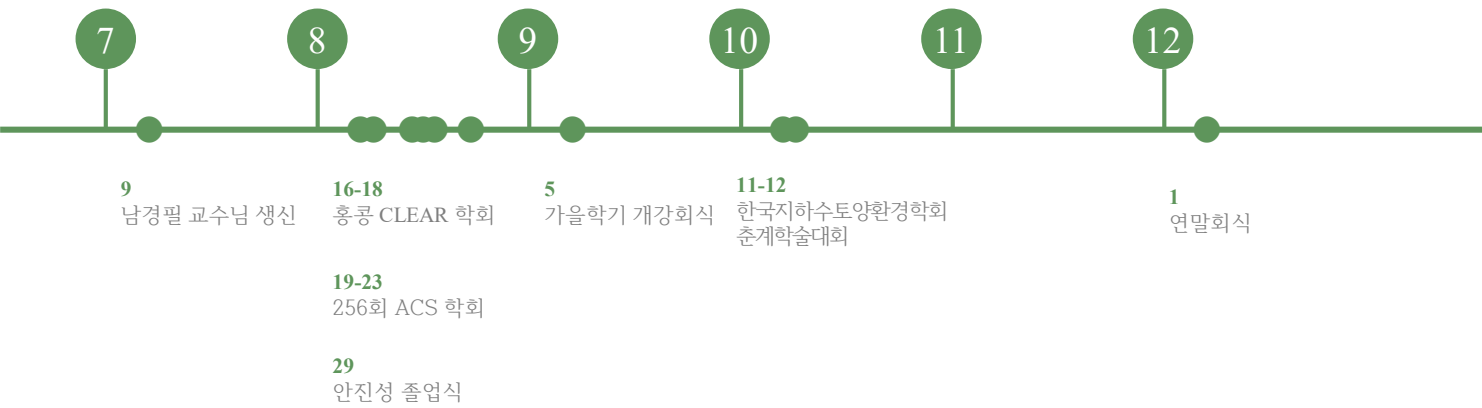 7
8
9
10
11
12
9
남경필 교수님 생신
16-18
홍콩 CLEAR 학회
19-23
256회 ACS 학회
29
안진성 졸업식
5
가을학기 개강회식
11-12
한국지하수토양환경학회
춘계학술대회
1
연말회식